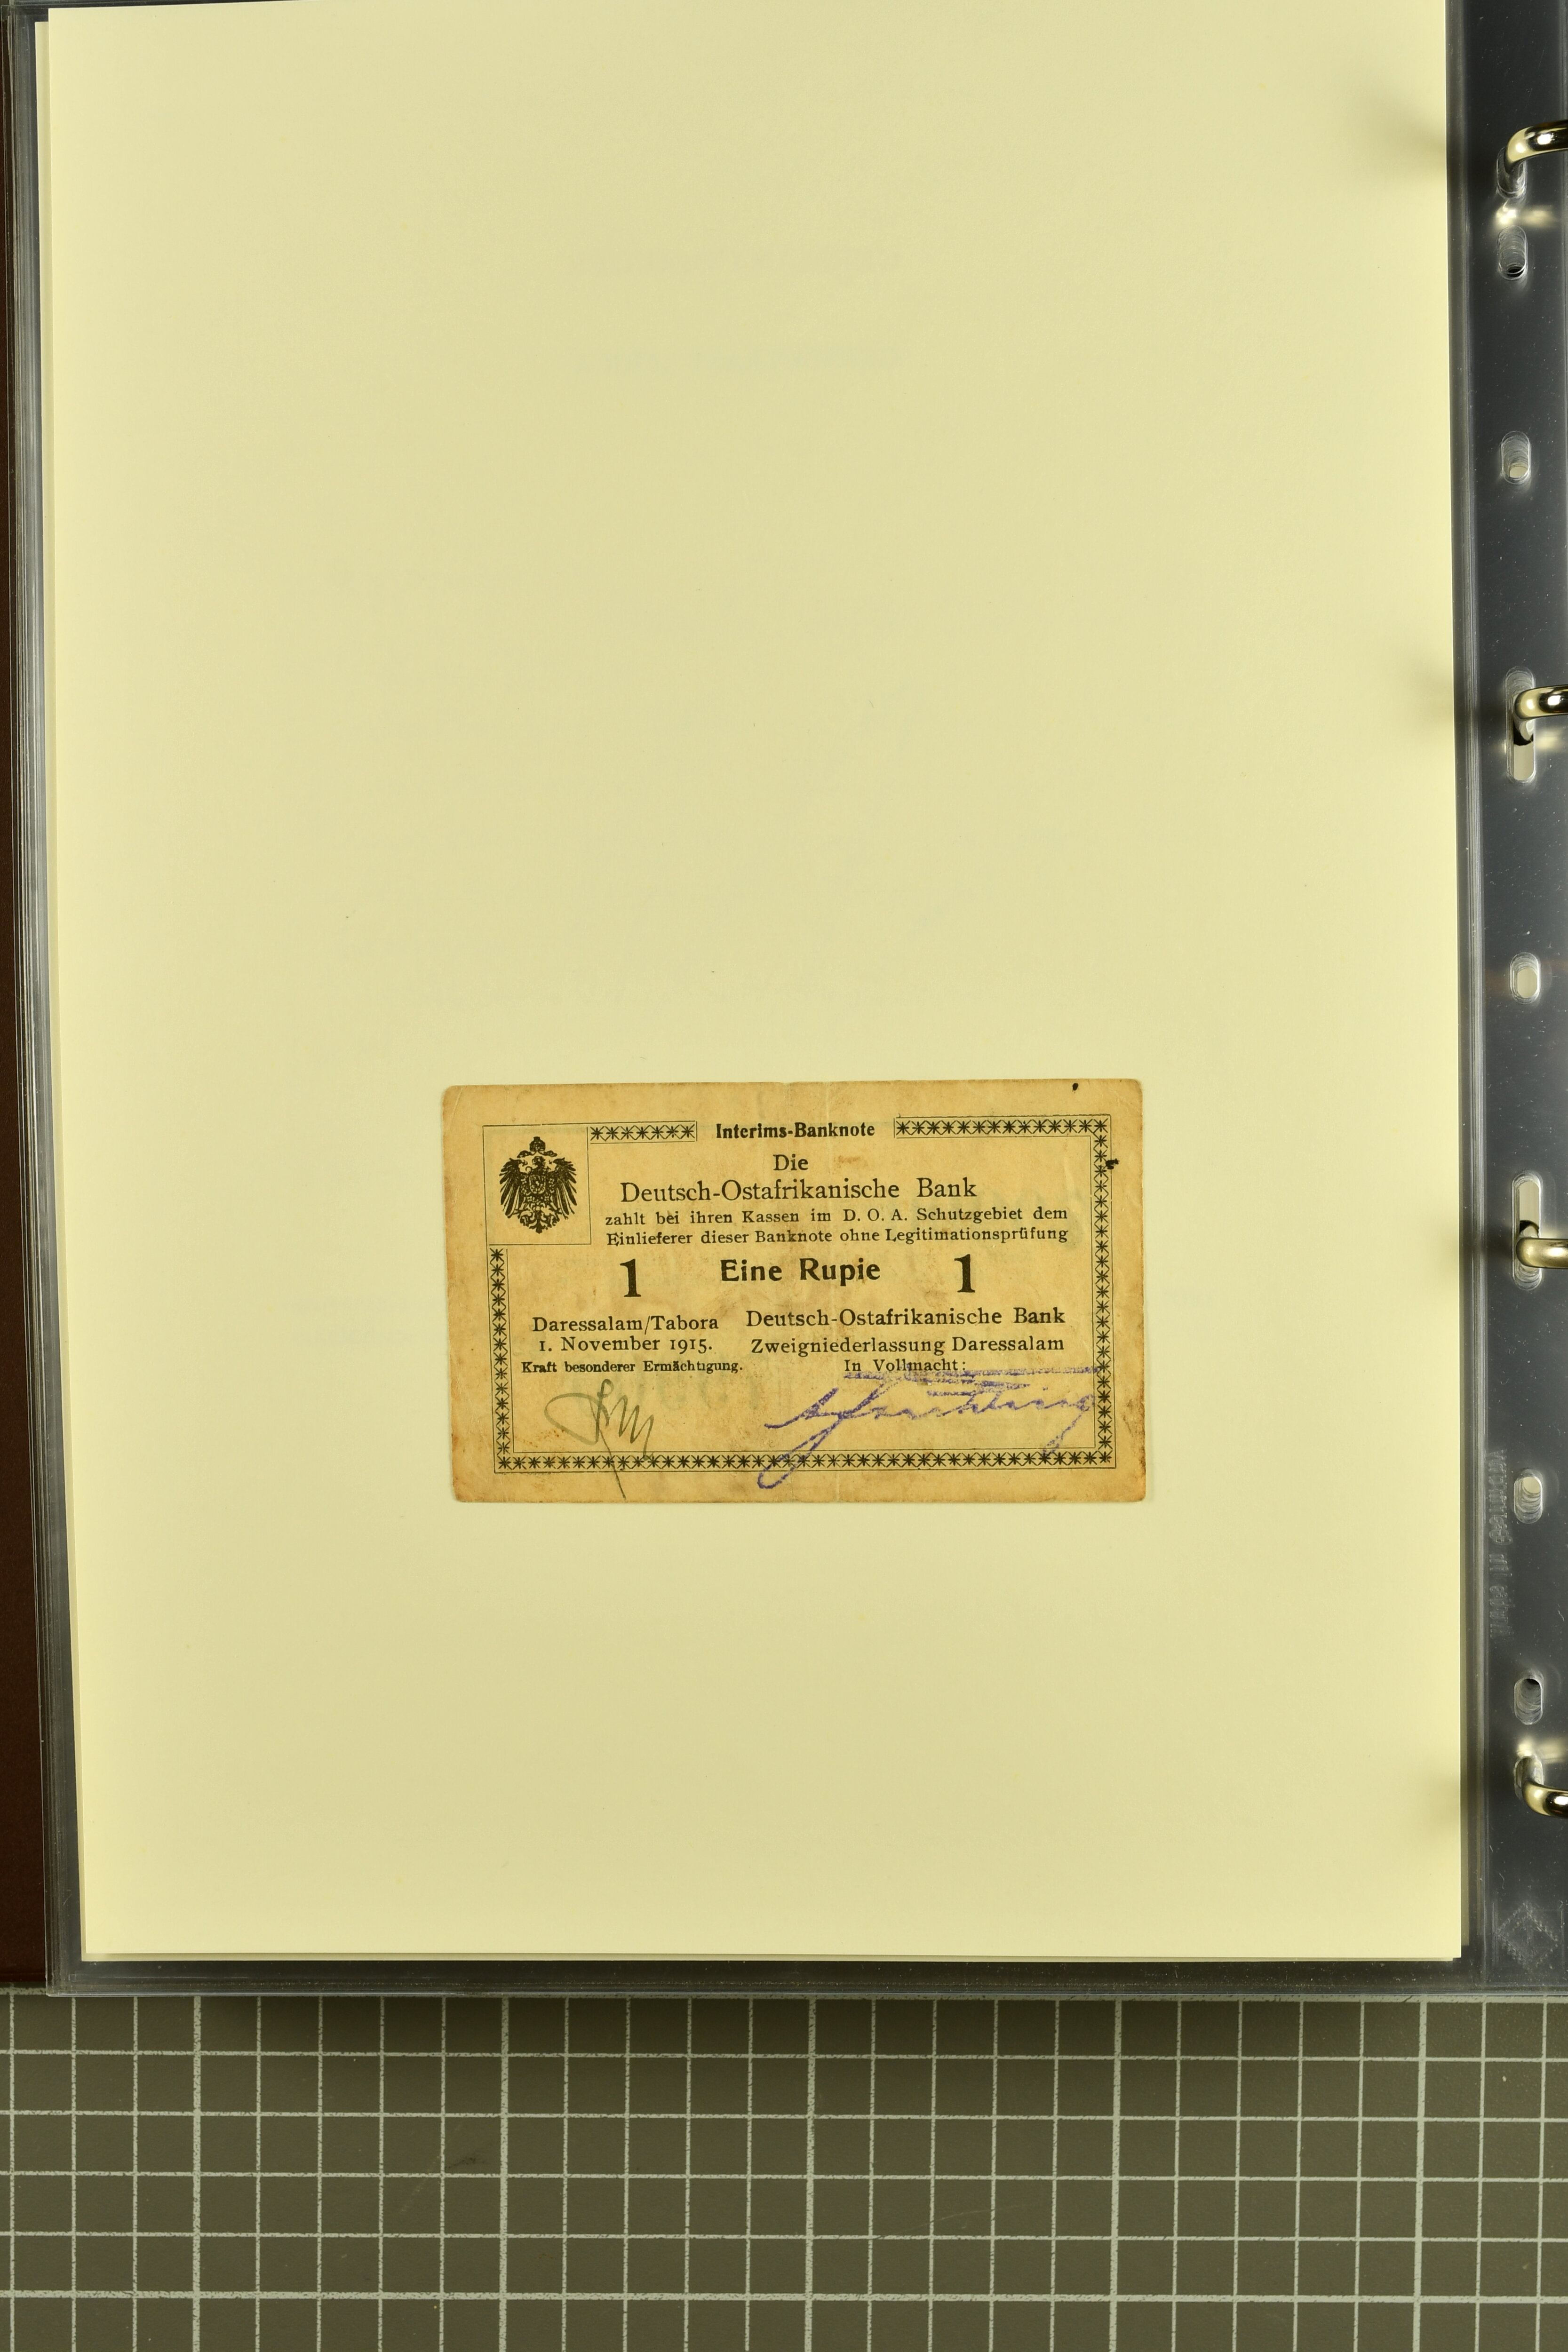 Interims-Banknote
Die
Deutsch-Ostafrikanische Bank
zahlt bei ihren Kassen im D. O. A. Schutzgebiet dem
Einlieferer dieser Banknote ohne Legitimationsprüfung
1 Eine Rupie 1
Daressalam/Tabora
1. November 1915.
Kraft besonderer Ermächtigung.
Deutsch-Ostafrikanische Bank
Zweigniederlassung Daressalam
In Vollmacht: